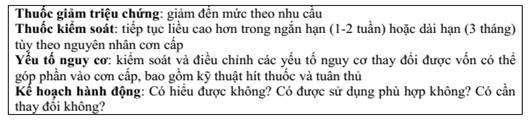 Thuốc giảm triệu chứng: giảm đến mức theo nhu cầu
Thuốc kiểm soát: tiếp tục liều cao hơn trong ngắn hạn (1-2 tuần) hoặc dài hạn (3 tháng)
tùy theo nguyên nhân cơn cấp
Yếu tố nguy cơ: kiểm soát và điều chỉnh các yếu tố nguy cơ thay đổi được vốn có thể
góp phần vào cơn cấp, bao gồm kỹ thuật hít thuốc và tuân thủ
Kế hoạch hành động: Có hiểu được không? Có được sử dụng phù hợp không? Có cần
thay đổi không?